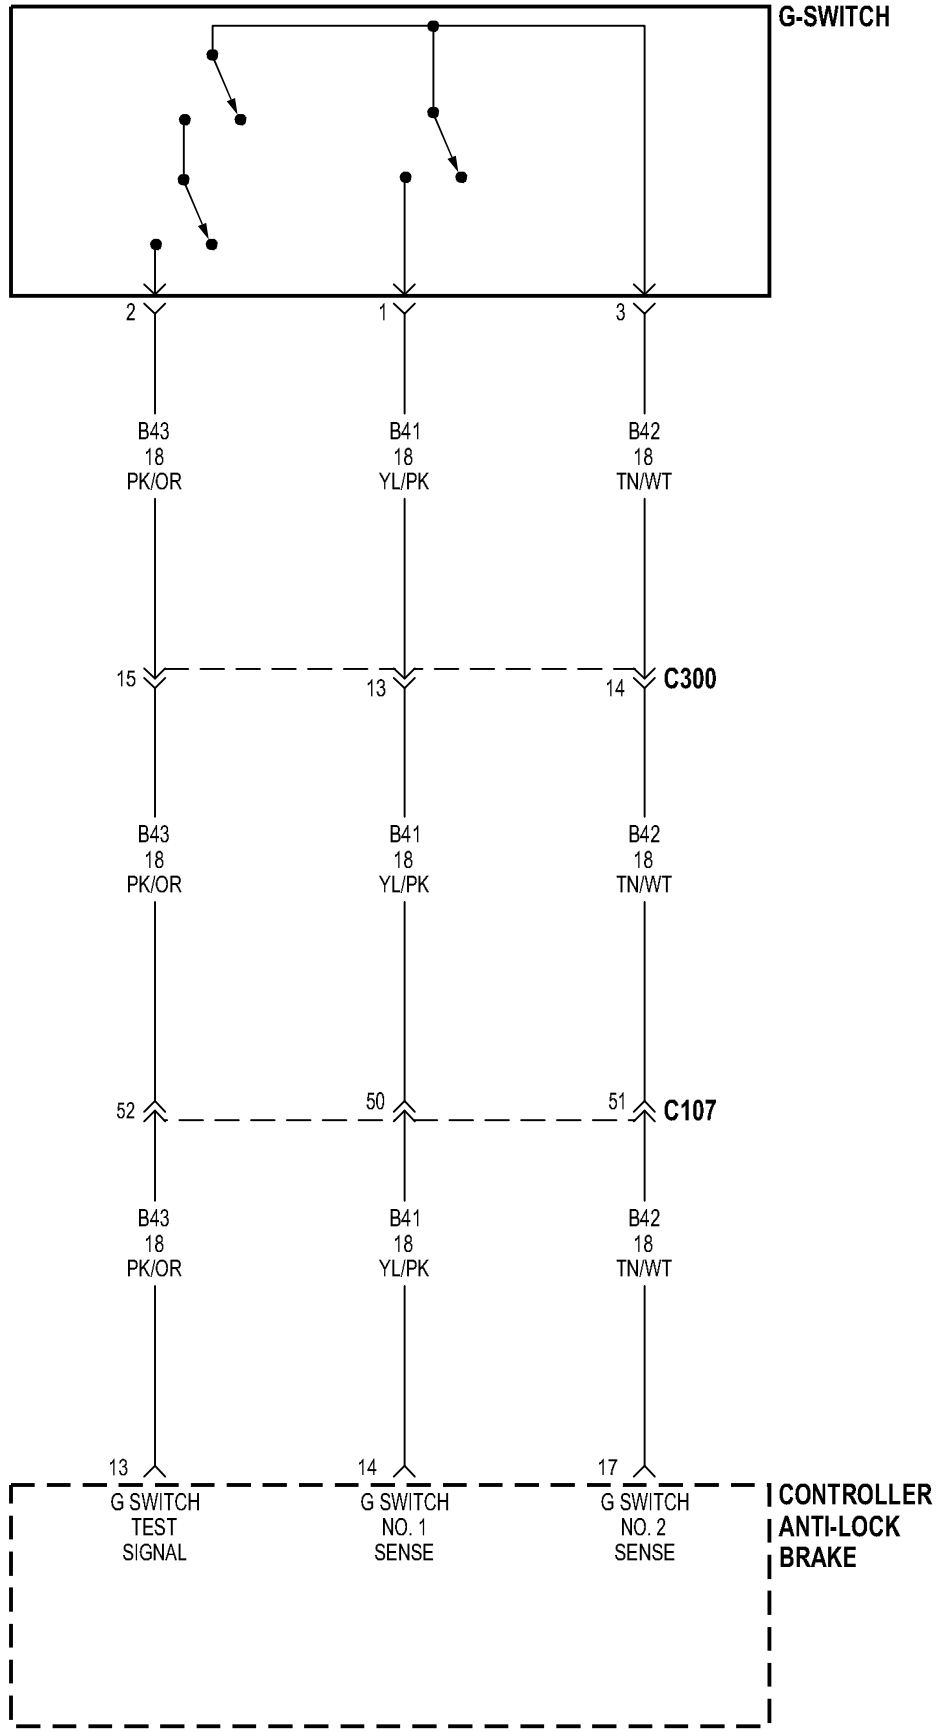 G-SWITCH
2
1
3
B43
18
PK/OR
B41
18
YL/PK
B42
18
TN/WT
15
13
14
C300
B43
18
PK/OR
B41
18
YL/PK
B42
18
TN/WT
52
50
51
C107
B43
18
PK/OR
B41
18
YL/PK
B42
18
TN/WT
13
14
17
G SWITCH
TEST
SIGNAL
G SWITCH
NO. 1
SENSE
G SWITCH
NO. 2
SENSE
CONTROLLER
ANTI-LOCK
BRAKE